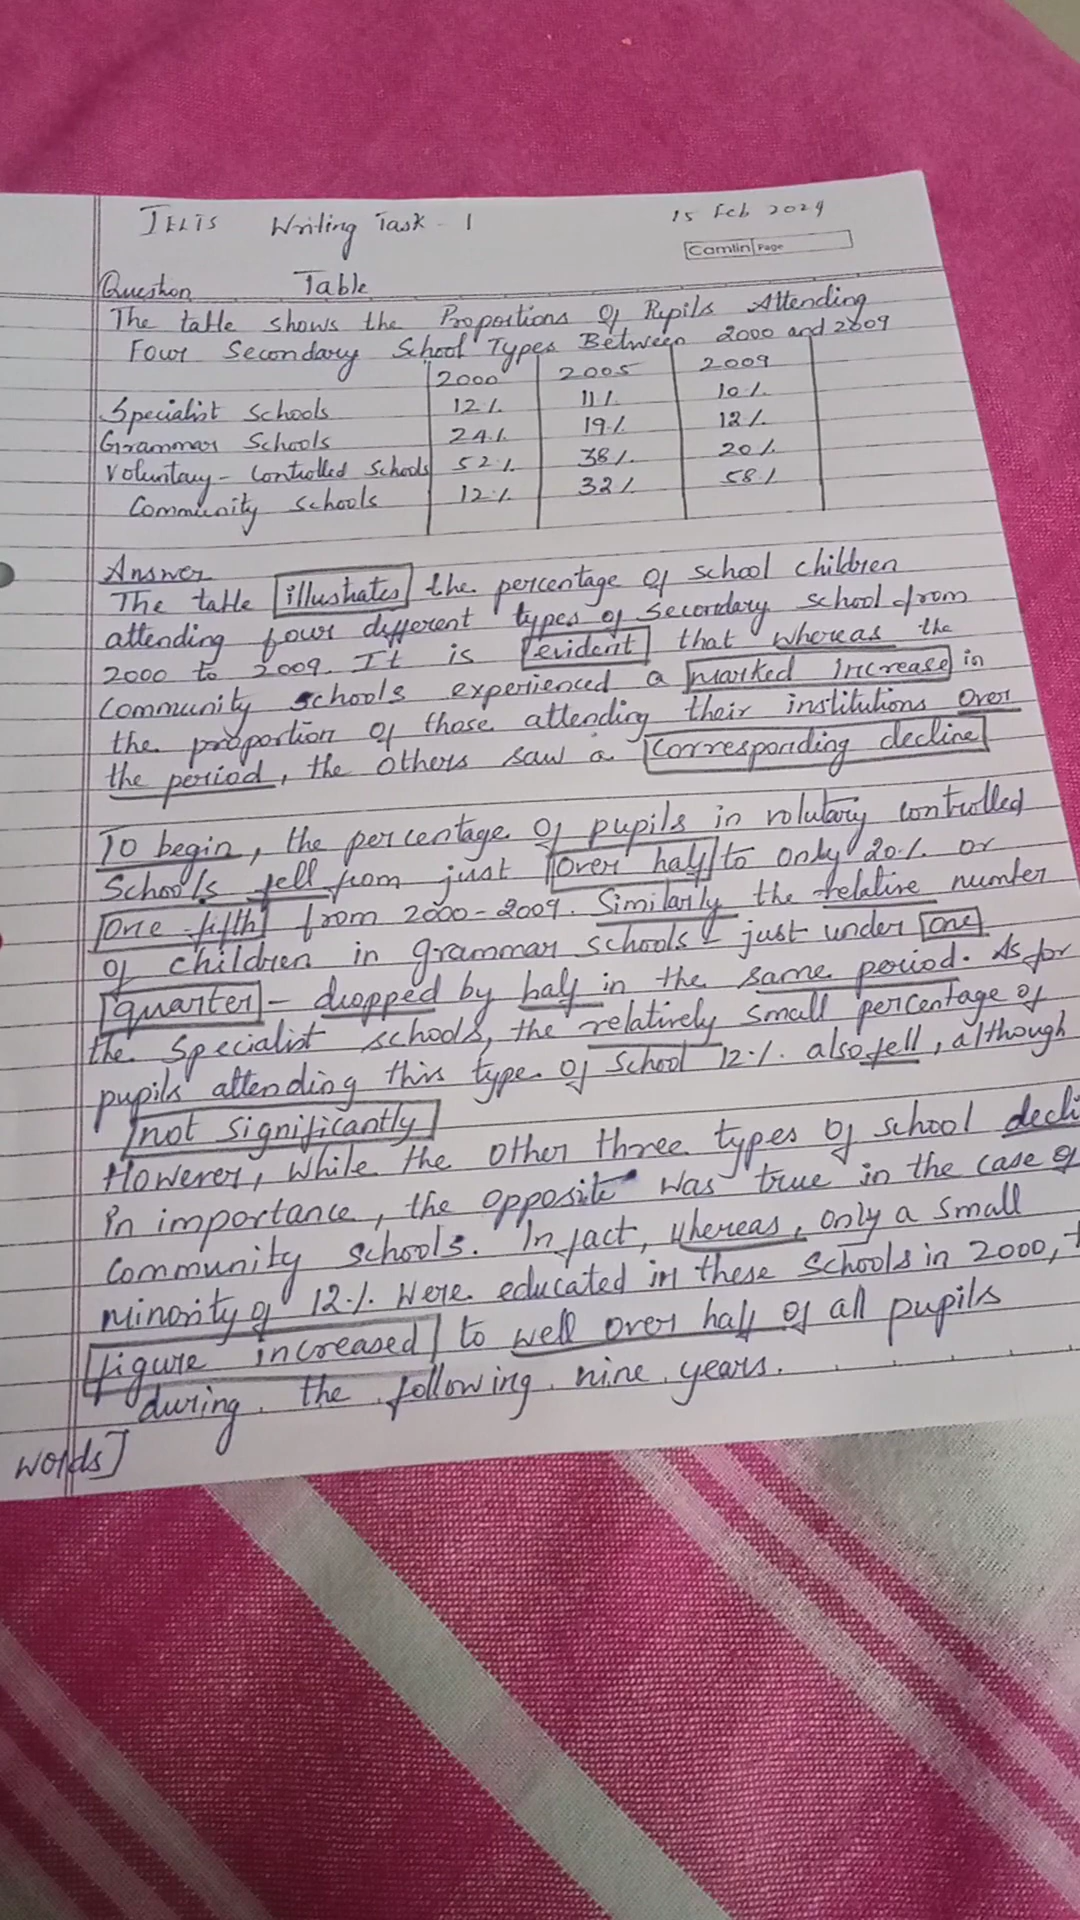 IELTS Writing Task - 1 15 Feb 2024
Camlin Page
Question Table
The table shows the Proportions Of Pupils Attending
Four Secondary School Types Between 2000 and 2009
2000 2005 2009
Specialist Schools 12% 11% 10%
Grammar Schools 24% 19% 12%
Voluntary - Controlled Schools 52% 38% 20%
Community schools 12% 32% 58%
Answer
The table illustrates the percentage of school children
attending four different types of secondary school from
2000 to 2009. It is evident that whereas the
Community schools experienced a marked increase in
the proportion of those attending their institutions over
the period, the others saw a corresponding decline
To begin, the percentage of pupils in volutary controlled
Schools fell from just over half to only 20% or
one fifth from 2000-2009. Similarly the relative number
of children in grammar schools - just under one
quarter - dropped by half in the same period. As for
the Specialist schools, the relatively small percentage of
pupils attending this type of school 12% also fell, although
not significantly
However, while the other three types of school decli
in importance, the opposite was true in the case of
Community schools. In fact, whereas, only a small
minority of 12% were educated in these schools in 2000, t
figure increased to well over half of all pupils
during the following nine years.
words]